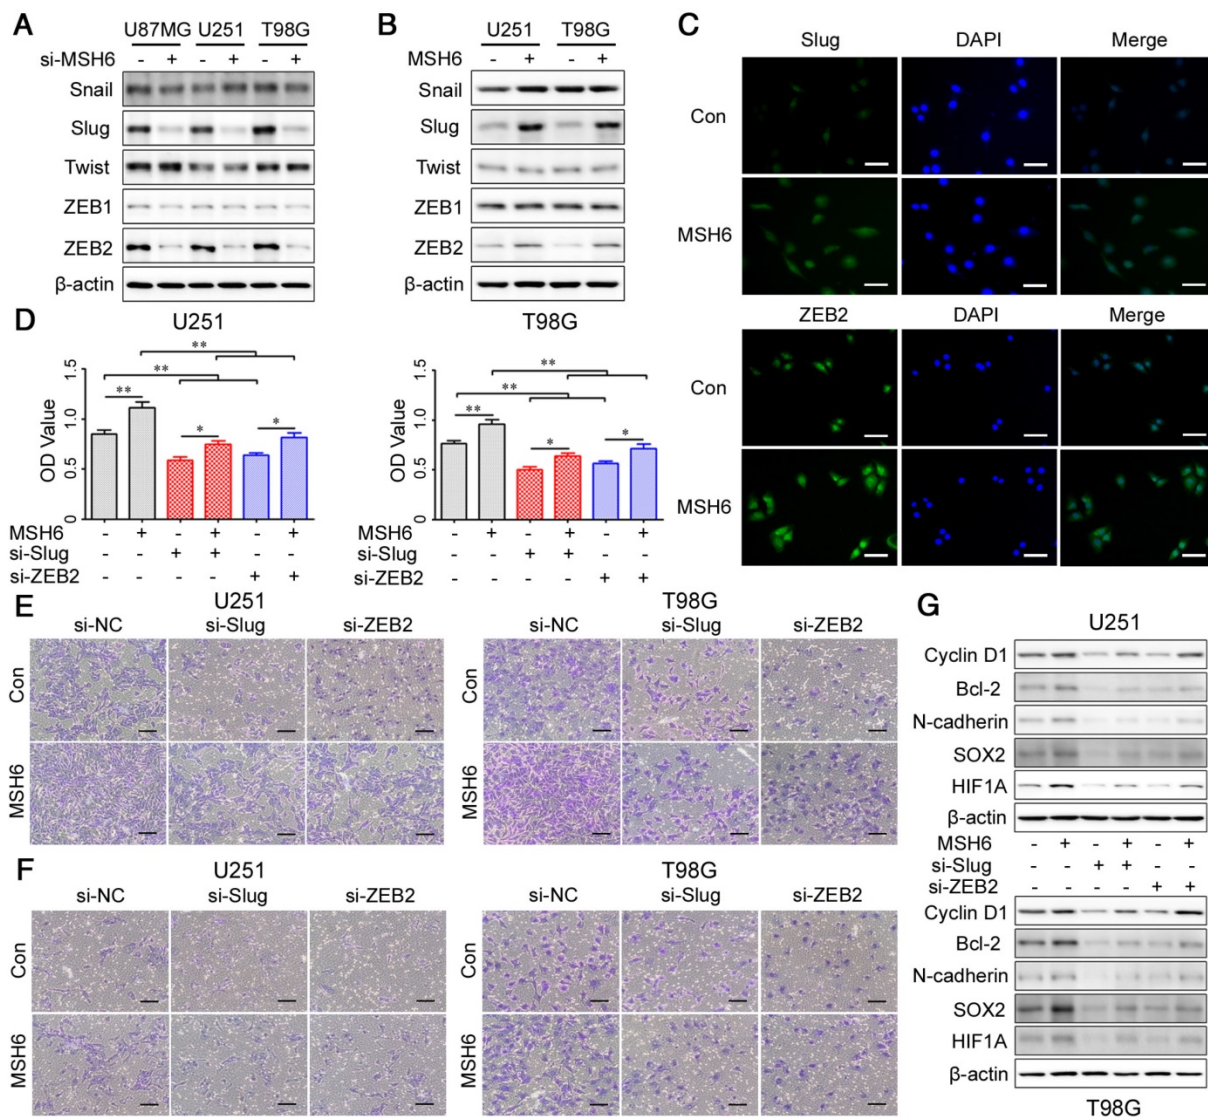 A
U87MG U251 T98G
si-MSH6 - + - + - +
Snail
Slug
Twist
ZEB1
ZEB2
β-actin
B
U251 T98G
MSH6 - + - +
Snail
Slug
Twist
ZEB1
ZEB2
β-actin
C
Slug DAPI Merge
Con
MSH6
ZEB2 DAPI Merge
Con
MSH6
D
U251
OD Value
1.5
1.0
0.5
0
** ** ** * *
MSH6 - + - + - +
si-Slug - - + + - -
si-ZEB2 - - - - + +
T98G
OD Value
1.5
1.0
0.5
0
** ** ** * *
MSH6 - + - + - +
si-Slug - - + + - -
si-ZEB2 - - - - + +
E
U251
si-NC si-Slug si-ZEB2
Con
MSH6
T98G
si-NC si-Slug si-ZEB2
Con
MSH6
F
U251
si-NC si-Slug si-ZEB2
Con
MSH6
T98G
si-NC si-Slug si-ZEB2
Con
MSH6
G
U251
Cyclin D1
Bcl-2
N-cadherin
SOX2
HIF1A
β-actin
MSH6 - + - + - +
si-Slug - - + + - -
si-ZEB2 - - - - + +
Cyclin D1
Bcl-2
N-cadherin
SOX2
HIF1A
β-actin
T98G